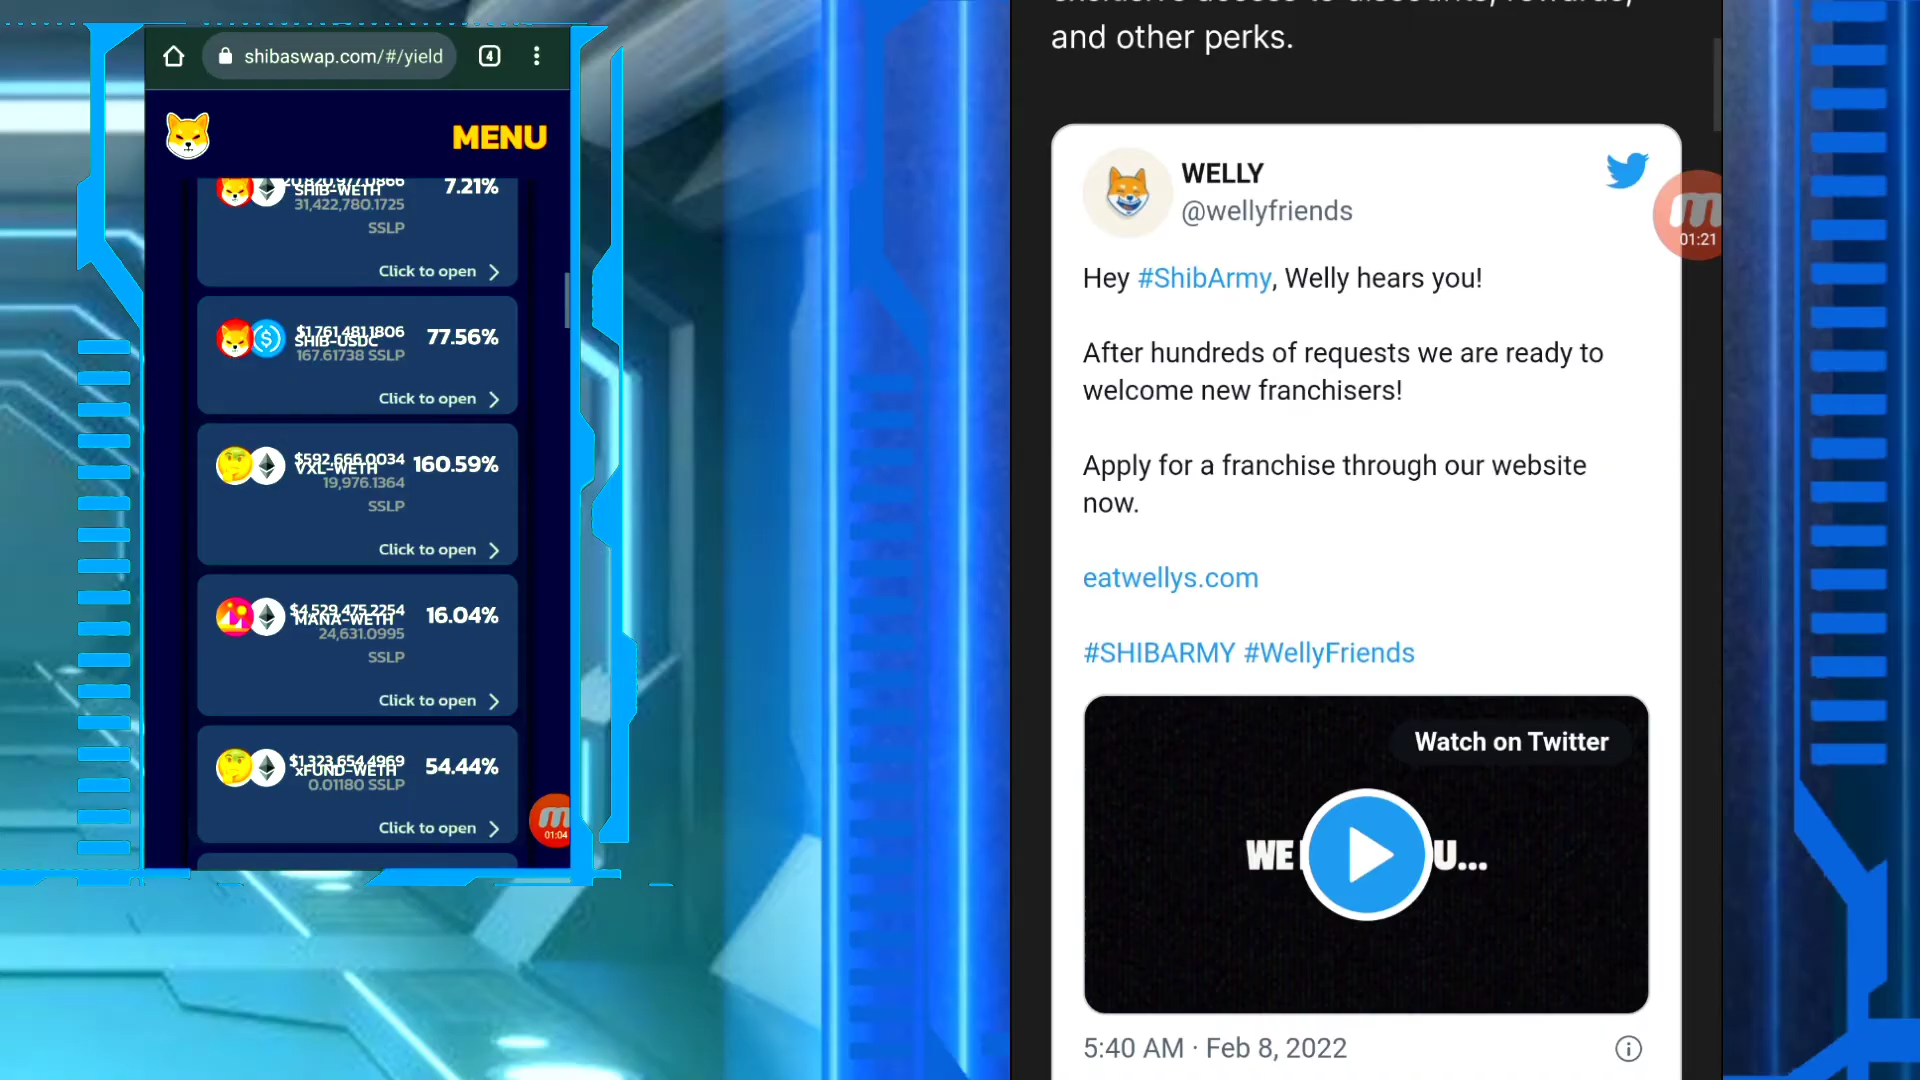 shibaswap.com/#/yield
4
MENU
SHIB-WETH
7.21%
31,422,780.1725
SSLP
Click to open
$1,761,481.1806
SHIB-USDC
77.56%
167.61738 SSLP
Click to open
$592,666.0034
VXL-WETH
160.59%
19,976.1364
SSLP
Click to open
$4,529,475.2254
MANA-WETH
16.04%
24,631.0995
SSLP
Click to open
$1,323,654.4969
xFUND-WETH
54.44%
0.01180 SSLP
Click to open
01:04
and other perks.
WELLY
@wellyfriends
01:21
Hey #ShibArmy, Welly hears you!
After hundreds of requests we are ready to
welcome new franchisers!
Apply for a franchise through our website
now.
eatwellys.com
#SHIBARMY #WellyFriends
Watch on Twitter
WE U...
5:40 AM · Feb 8, 2022